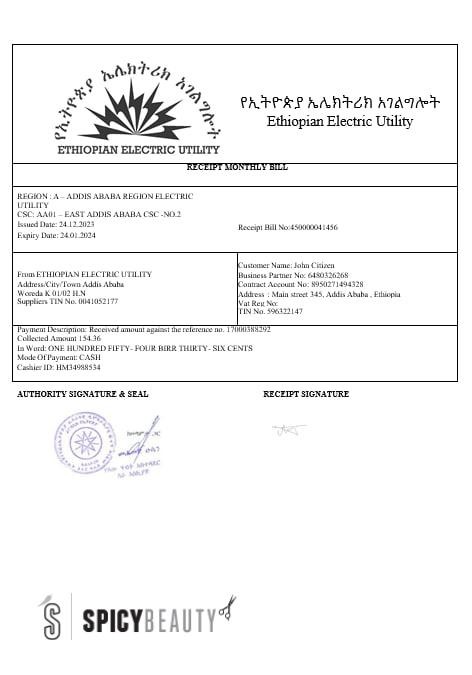 የኢትዮጵያ ኤሌክትሪክ አገልግሎት
ETHIOPIAN ELECTRIC UTILITY
የኢትዮጵያ ኤሌክትሪክ አገልግሎት
Ethiopian Electric Utility
RECEIPT MONTHLY BILL
REGION : A – ADDIS ABABA REGION ELECTRIC
UTILITY
CSC: AA01 – EAST ADDIS ABABA CSC -NO.2
Issued Date: 24.12.2023
Expiry Date: 24.01.2024
Receipt Bill No:450000041456
From ETHIOPIAN ELECTRIC UTILITY
Address/City/Town Addis Ababa
Woreda K 01/02 H.N
Suppliers TIN No. 0041052177
Customer Name: John Citizen
Business Partner No: 6480326268
Contract Account No: 8950271494328
Address : Main street 345, Addis Ababa , Ethiopia
Vat Reg No:
TIN No. 596322147
Payment Description: Received amount against the reference no. 17000388292
Collected Amount 154.36
In Word: ONE HUNDRED FIFTY- FOUR BIRR THIRTY- SIX CENTS
Mode Of Payment: CASH
Cashier ID: HM34988534
AUTHORITY SIGNATURE & SEAL
RECEIPT SIGNATURE
S SPICYBEAUTY